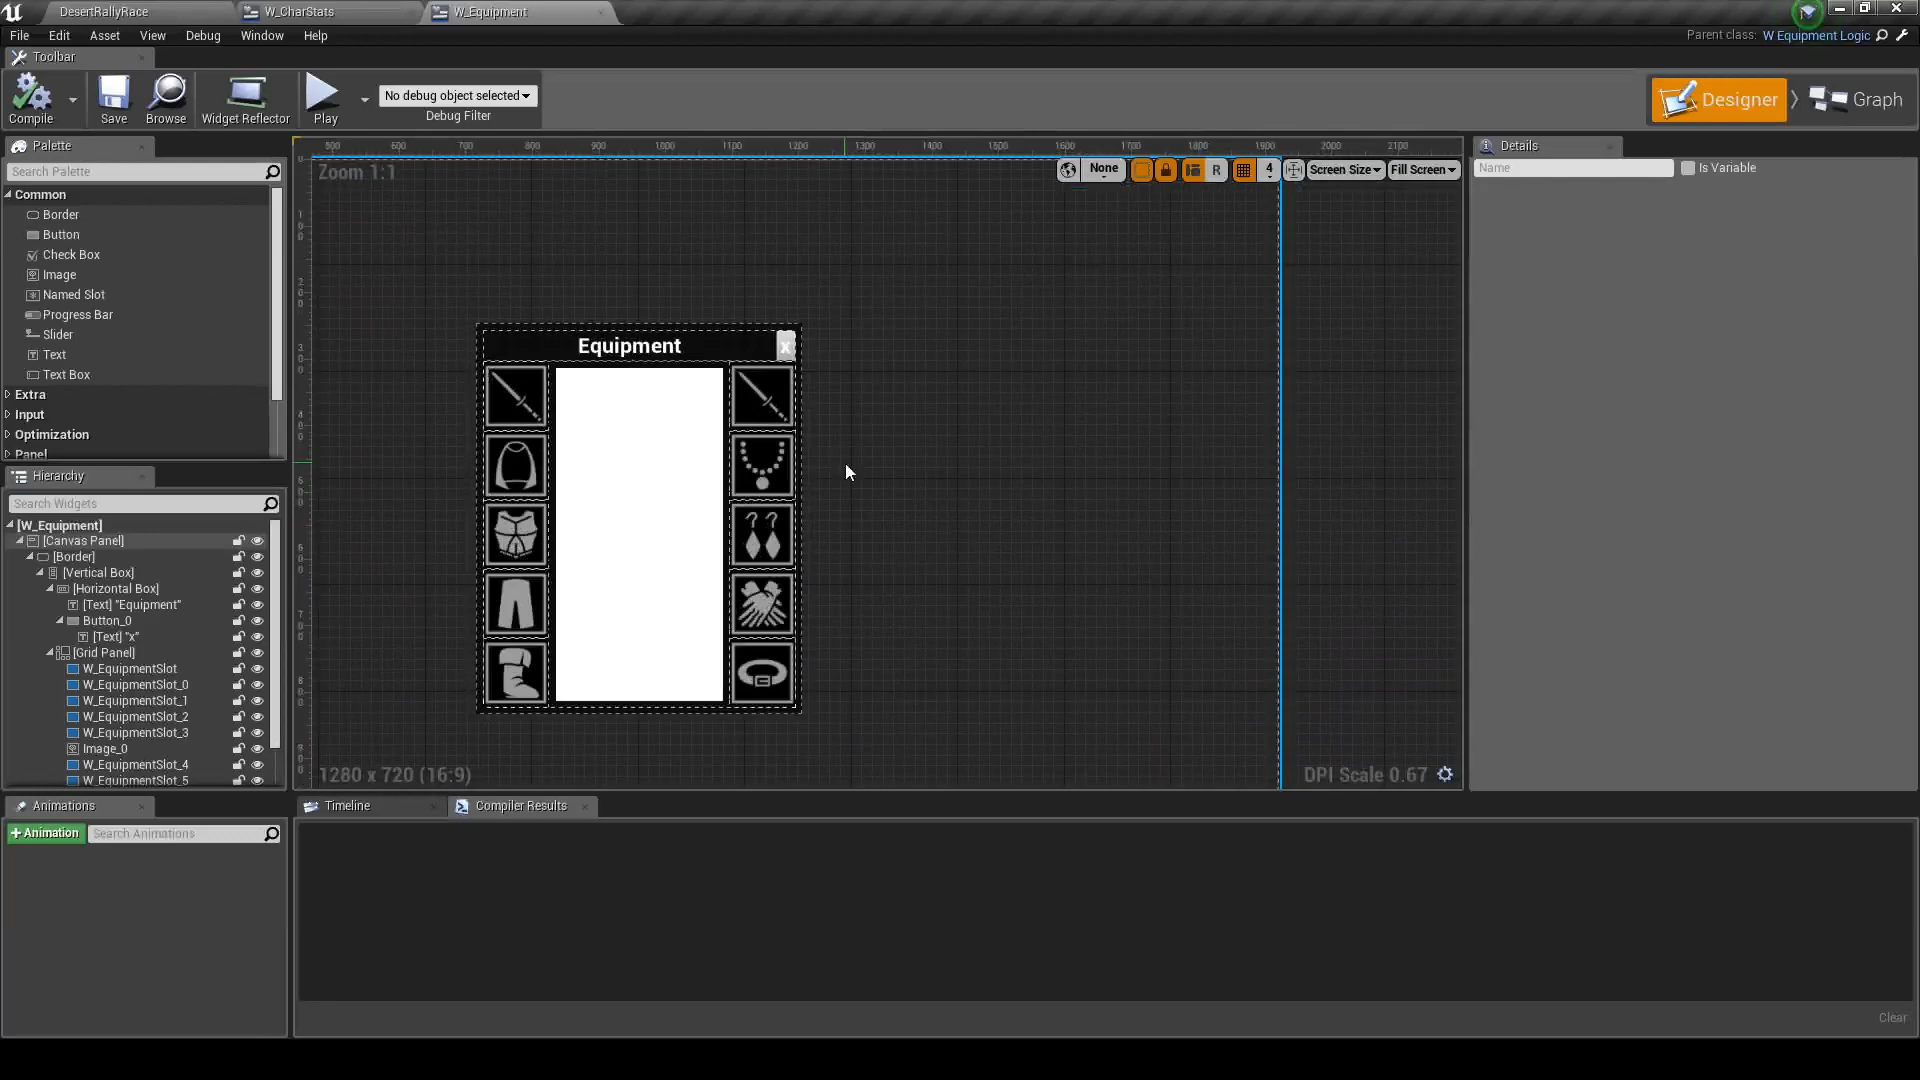 DesertRallyRace
W_CharStats
W_Equipment
File
Edit
Asset
View
Debug
Window
Help
Parent class: W Equipment Logic
Toolbar
Compile
Save
Browse
Widget Reflector
Play
No debug object selected
Debug Filter
Designer
Graph
Palette
Search Palette
Common
Border
Button
Check Box
Image
Named Slot
Progress Bar
Slider
Text
Text Box
Extra
Input
Optimization
Panel
Hierarchy
Search Widgets
[W_Equipment]
[Canvas Panel]
[Border]
[Vertical Box]
[Horizontal Box]
[Text] "Equipment"
Button_0
[Text] "x"
[Grid Panel]
W_EquipmentSlot
W_EquipmentSlot_0
W_EquipmentSlot_1
W_EquipmentSlot_2
W_EquipmentSlot_3
Image_0
W_EquipmentSlot_4
W_EquipmentSlot_5
Animations
+Animation
Search Animations
500 600 700 800 900 1000 1100 1200 1300 1400 1500 1600 1700 1800 1900 2000 2100
Zoom 1:1
None
R
4
Screen Size
Fill Screen
Equipment
x
1280 x 720 (16:9)
DPI Scale 0.67
Details
Name
Is Variable
Timeline
Compiler Results
Clear